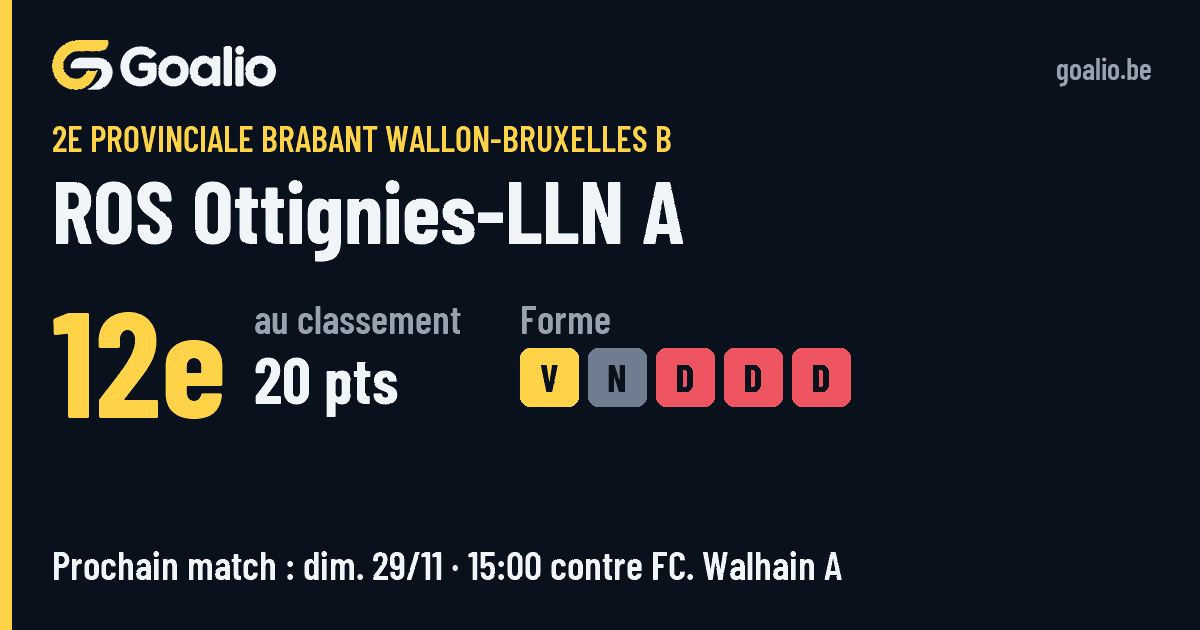 Goalio
goalio.be
2E PROVINCIALE BRABANT WALLON-BRUXELLES B
ROS Ottignies-LLN A
12e
au classement
20 pts
Forme
V N D D D
Prochain match : dim. 29/11 · 15:00 contre FC. Walhain A